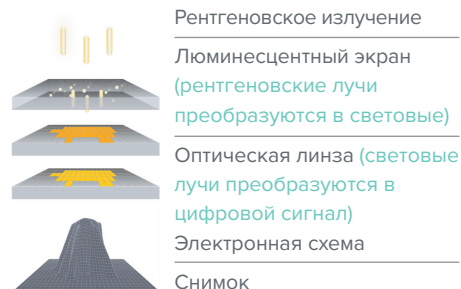 Рентгеновское излучение
Люминесцентный экран
(рентгеновские лучи
преобразуются в световые)
Оптическая линза (световые
лучи преобразуются в
цифровой сигнал)
Электронная схема
Снимок